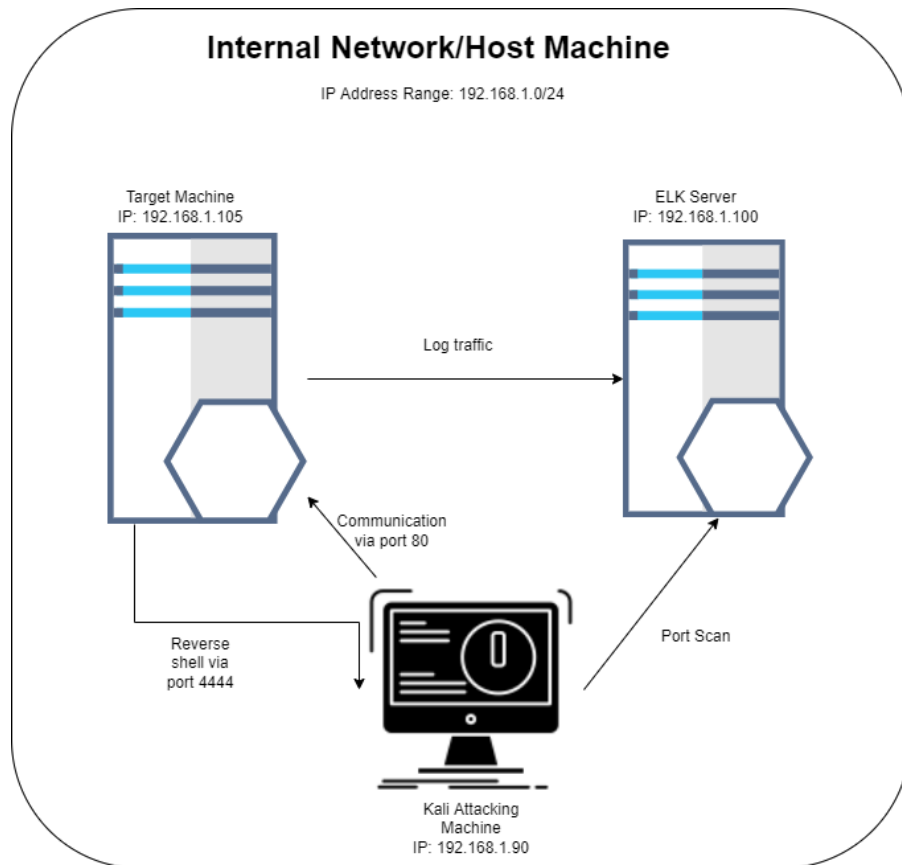 Internal Network/Host Machine
IP Address Range: 192.168.1.0/24
Target Machine
IP: 192.168.1.105
ELK Server
IP: 192.168.1.100
Log traffic
Communication
via port 80
Reverse
shell via
port 4444
Port Scan
Kali Attacking
Machine
IP: 192.168.1.90